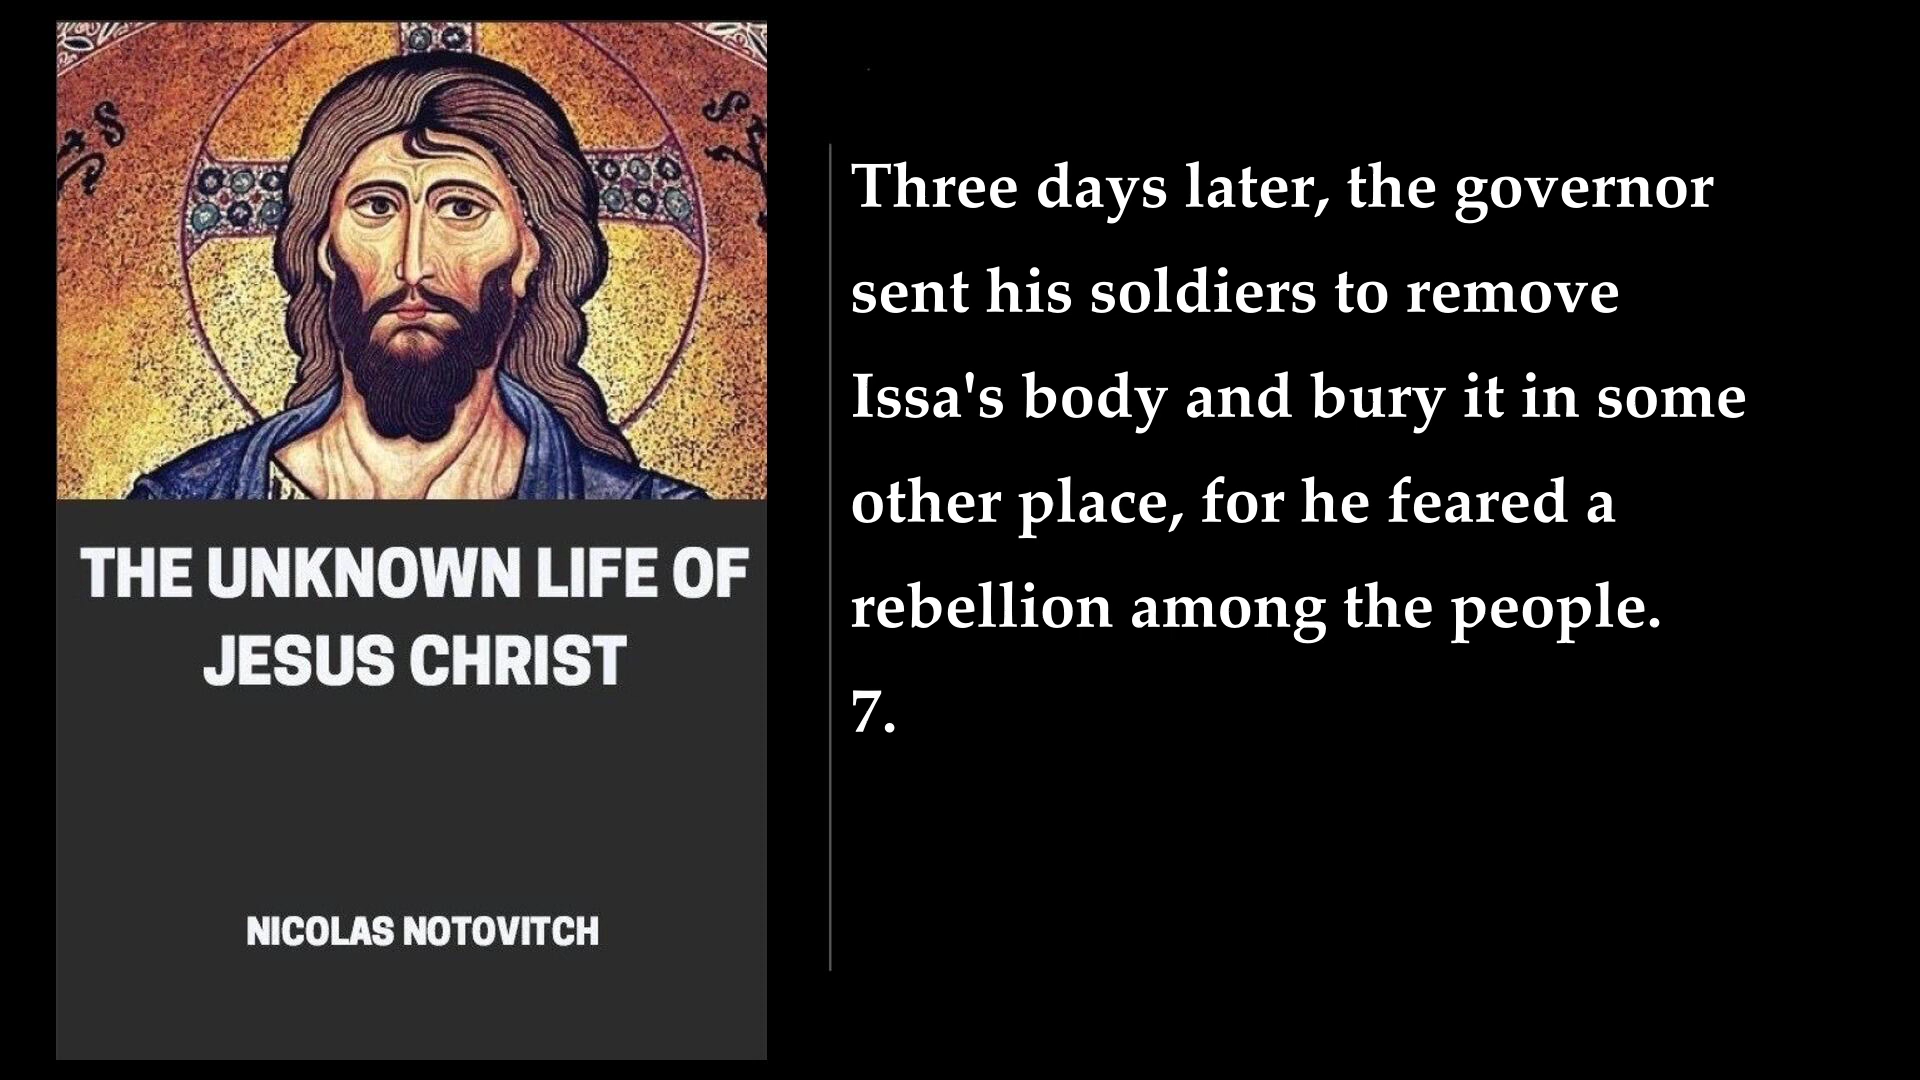 THE UNKNOWN LIFE OF
JESUS CHRIST
NICOLAS NOTOVITCH
Three days later, the governor
sent his soldiers to remove
Issa's body and bury it in some
other place, for he feared a
rebellion among the people.
7.